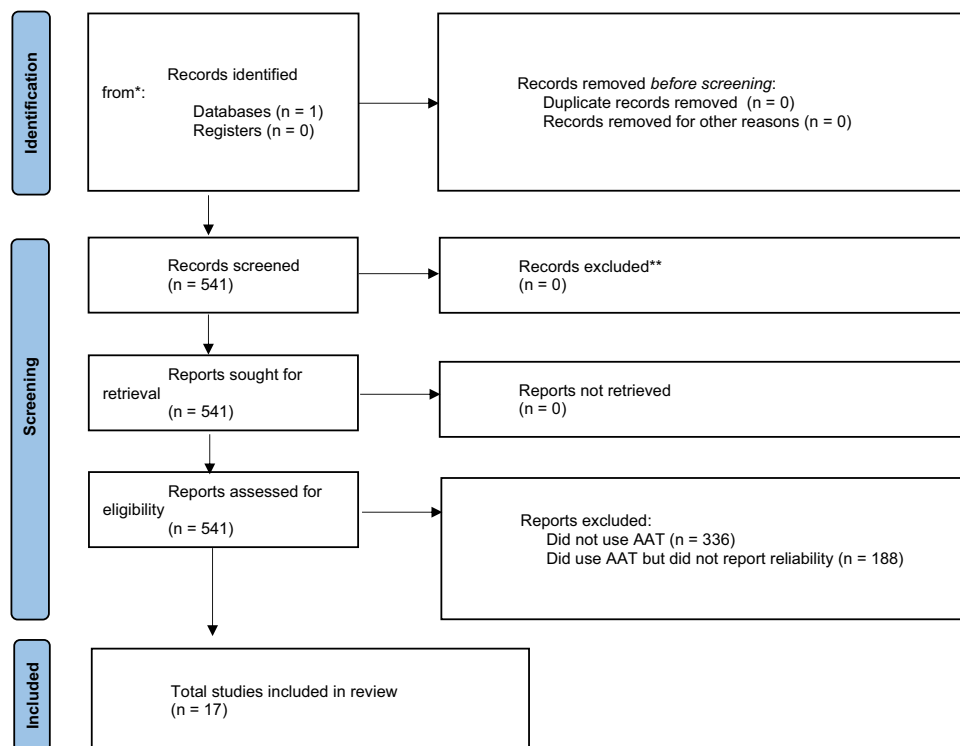 Identification
Records identified
from*:
Databases (n = 1)
Registers (n = 0)
Records removed before screening:
Duplicate records removed  (n = 0)
Records removed for other reasons (n = 0)
Screening
Records screened
(n = 541)
Records excluded**
(n = 0)
Reports sought for
retrieval
(n = 541)
Reports not retrieved
(n = 0)
Reports assessed for
eligibility
(n = 541)
Reports excluded:
Did not use AAT (n = 336)
Did use AAT but did not report reliability (n = 188)
Included
Total studies included in review
(n = 17)